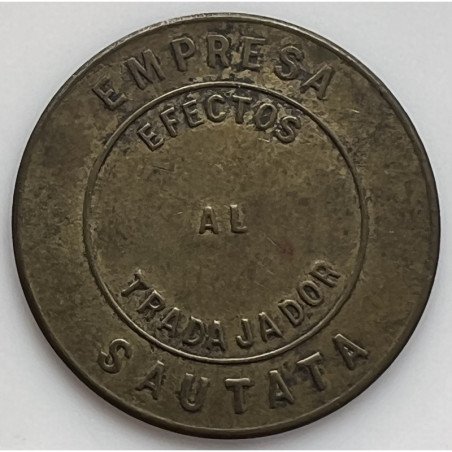 EMPRESA
EFECTOS
AL
TRADAJADOR
SAUTATA